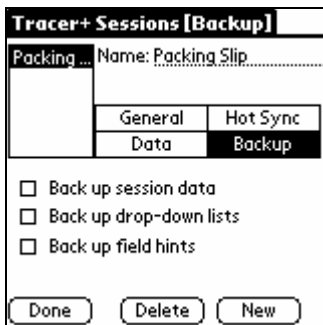 Tracer+ Sessions [Backup]
Packing ... Name: Packing Slip
General Hot Sync
Data Backup
Back up session data
Back up drop-down lists
Back up field hints
Done Delete New